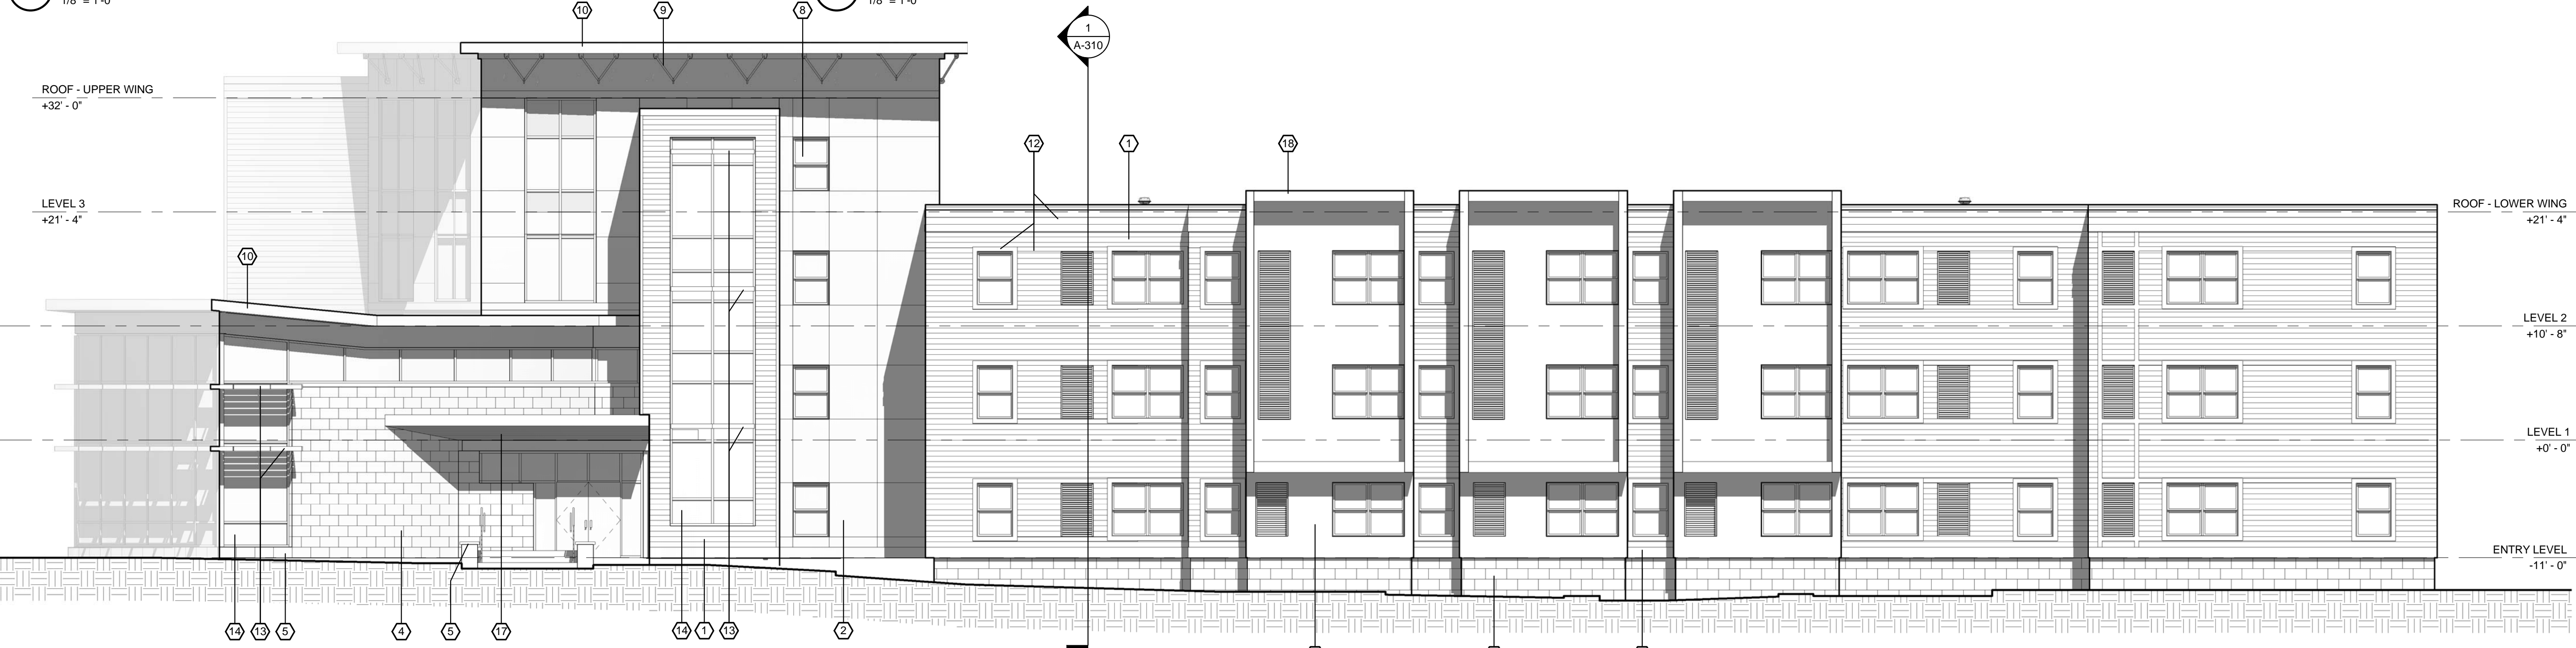 1/8" = 1'-0"
1/8" = 1'-0"
10
9
8
1
A-310
ROOF - UPPER WING
+32' - 0"
12
1
18
LEVEL 3
+21' - 4"
ROOF - LOWER WING
+21' - 4"
10
LEVEL 2
+10' - 8"
LEVEL 1
+0' - 0"
ENTRY LEVEL
-11' - 0"
14
13
5
4
5
17
14
1
13
2